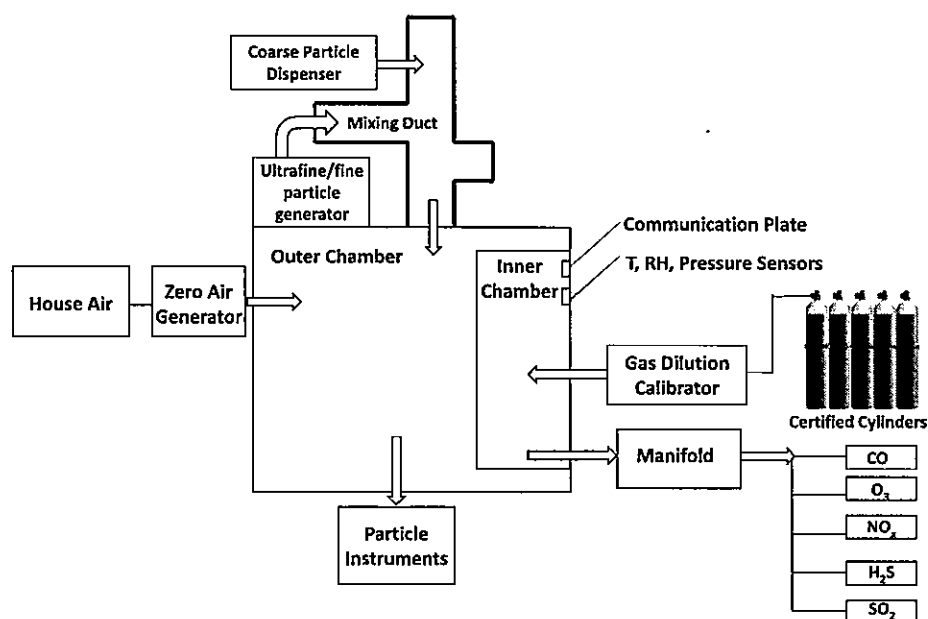 Coarse Particle
Dispenser
Mixing Duct
Ultrafine/fine
particle
generator
Communication Plate
Outer Chamber
Inner
Chamber
T, RH, Pressure Sensors
House Air
Zero Air
Generator
Gas Dilution
Calibrator
Certified Cylinders
Manifold
CO
O₃
NOₓ
H₂S
SO₂
Particle
Instruments